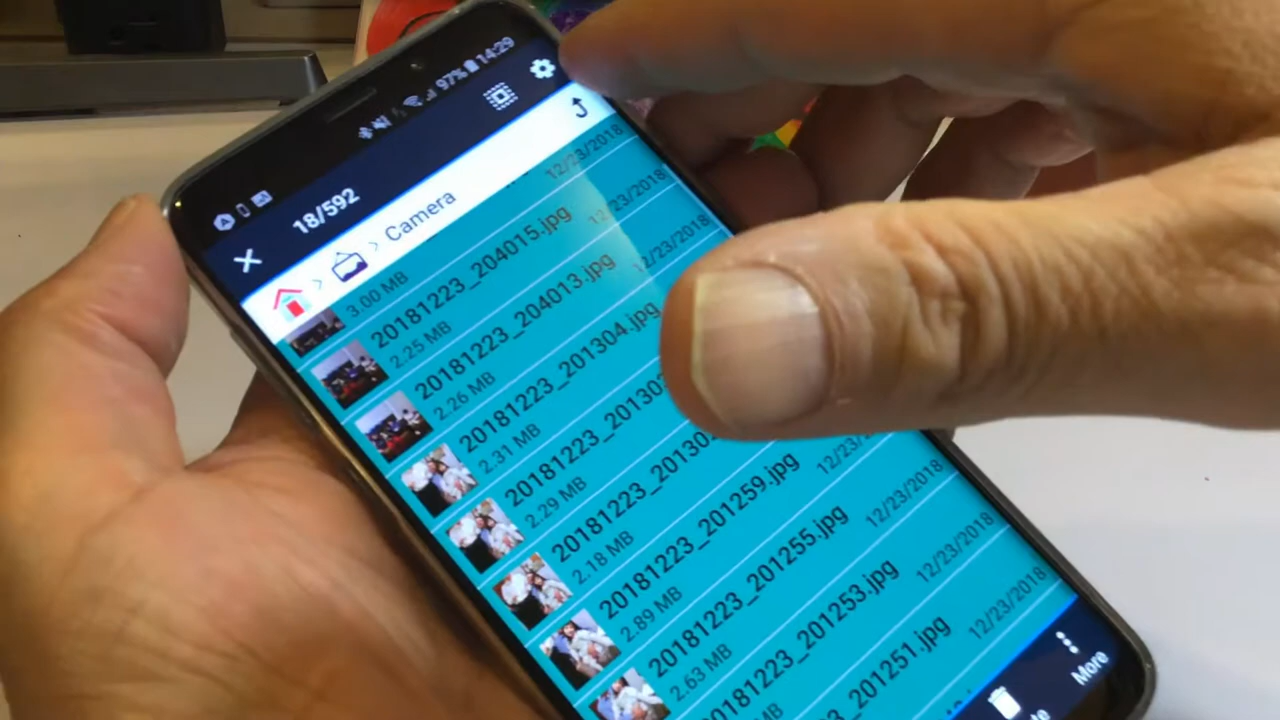 97% 14:29
18/592
Camera
12/23/2018
3.00 MB
20181223_204015.jpg
12/23/2018
2.25 MB
20181223_204013.jpg
12/23/2018
2.26 MB
20181223_201304.jpg
2.31 MB
2.29 MB
2.18 MB
20181223_201259.jpg
12/23/2018
2.89 MB
20181223_201255.jpg
12/23/2018
2.63 MB
20181223_201253.jpg
12/23/2018
MB
201251.jpg
12/23/2018
More